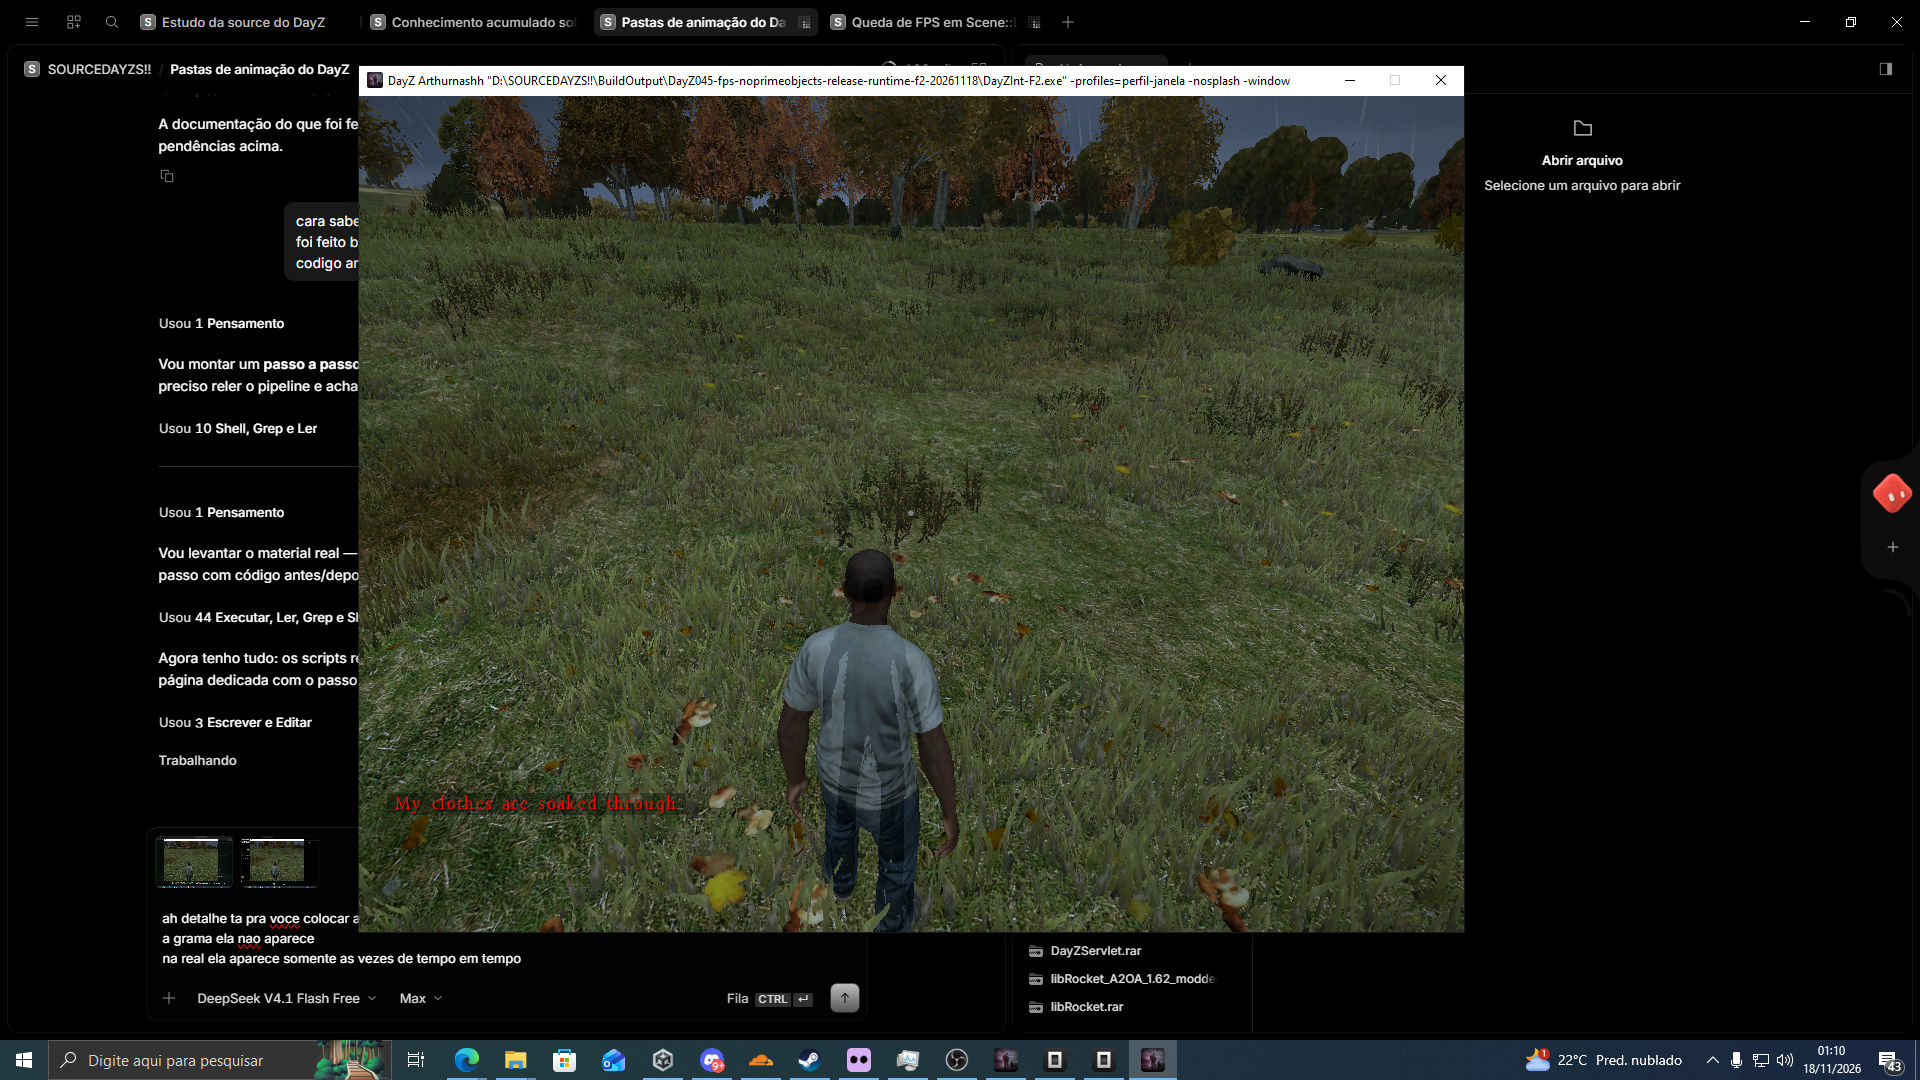 Estudo da source do DayZ
Conhecimento acumulado so
Pastas de animação do Da
Queda de FPS em Scene::
SOURCEDAYZS!! / Pastas de animação do DayZ
DayZ Arthurnashh "D:\SOURCEDAYZS!!\BuildOutput\DayZ045-fps-noprimeobjects-release-runtime-f2-20261118\DayZInt-F2.exe" -profiles=perfil-janela -nosplash -window
A documentação do que foi fe
pendências acima.
cara sabe
foi feito b
codigo ar
Usou 1 Pensamento
Vou montar um passo a passo
preciso reler o pipeline e acha
Usou 10 Shell, Grep e Ler
Usou 1 Pensamento
Vou levantar o material real —
passo com código antes/depo
Usou 44 Executar, Ler, Grep e Sh
Agora tenho tudo: os scripts re
página dedicada com o passo
Usou 3 Escrever e Editar
Trabalhando
My clothes are soaked through.
ah detalhe ta pra voce colocar a
a grama ela nao aparece
na real ela aparece somente as vezes de tempo em tempo
DeepSeek V4.1 Flash Free
Max
Fila CTRL
Abrir arquivo
Selecione um arquivo para abrir
DayZServlet.rar
libRocket_A2OA_1.62_modde
libRocket.rar
Digite aqui para pesquisar
9+
1
22°C Pred. nublado
01:10
18/11/2026
43